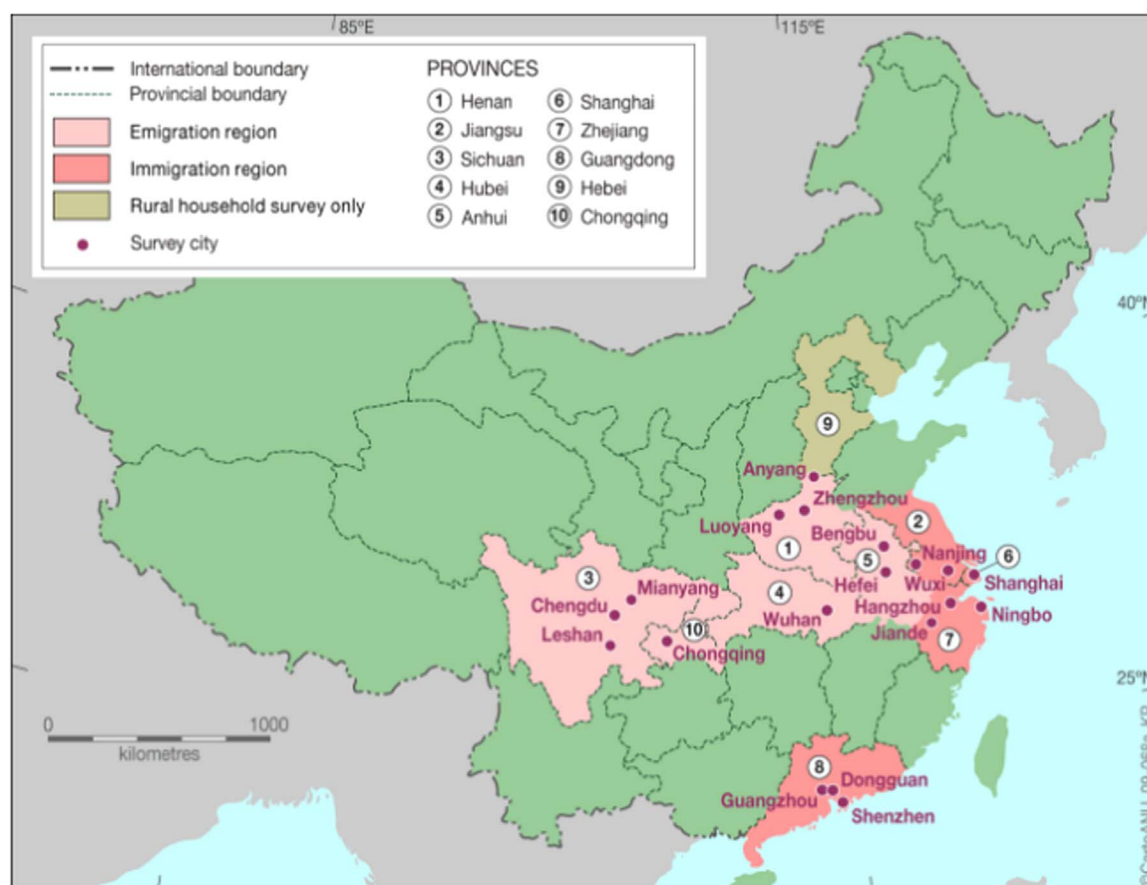 85°E
115°E
International boundary
Provincial boundary
Emigration region
Immigration region
Rural household survey only
Survey city
PROVINCES
1 Henan
2 Jiangsu
3 Sichuan
4 Hubei
5 Anhui
6 Shanghai
7 Zhejiang
8 Guangdong
9 Hebei
10 Chongqing
40°N
9
Anyang
Zhengzhou
Luoyang
2
Bengbu
1
5
Nanjing
6
3
Hefei
Wuxi
Shanghai
Mianyang
4
Chengdu
Hangzhou
Ningbo
Wuhan
Leshan
10
Jiande
7
Chongqing
25°N
0
1000
kilometres
8
Dongguan
Guangzhou
Shenzhen